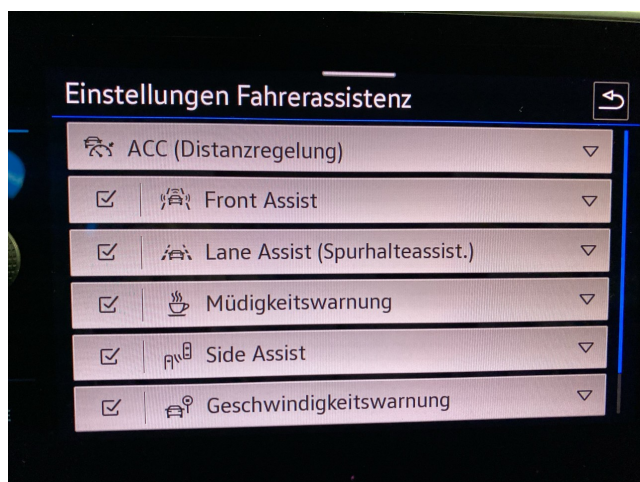 Einstellungen Fahrerassistenz
ACC (Distanzregelung)
Front Assist
Lane Assist (Spurhalteassist.)
Müdigkeitswarnung
Side Assist
Geschwindigkeitswarnung